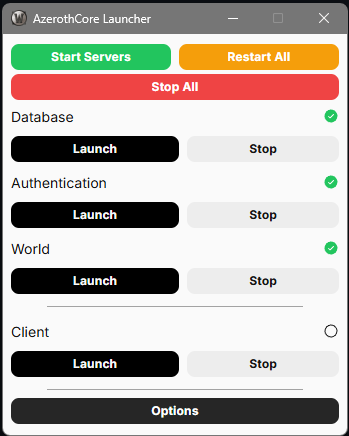 AzerothCore Launcher
Start Servers Restart All
Stop All
Database
Launch Stop
Authentication
Launch Stop
World
Launch Stop
Client
Launch Stop
Options